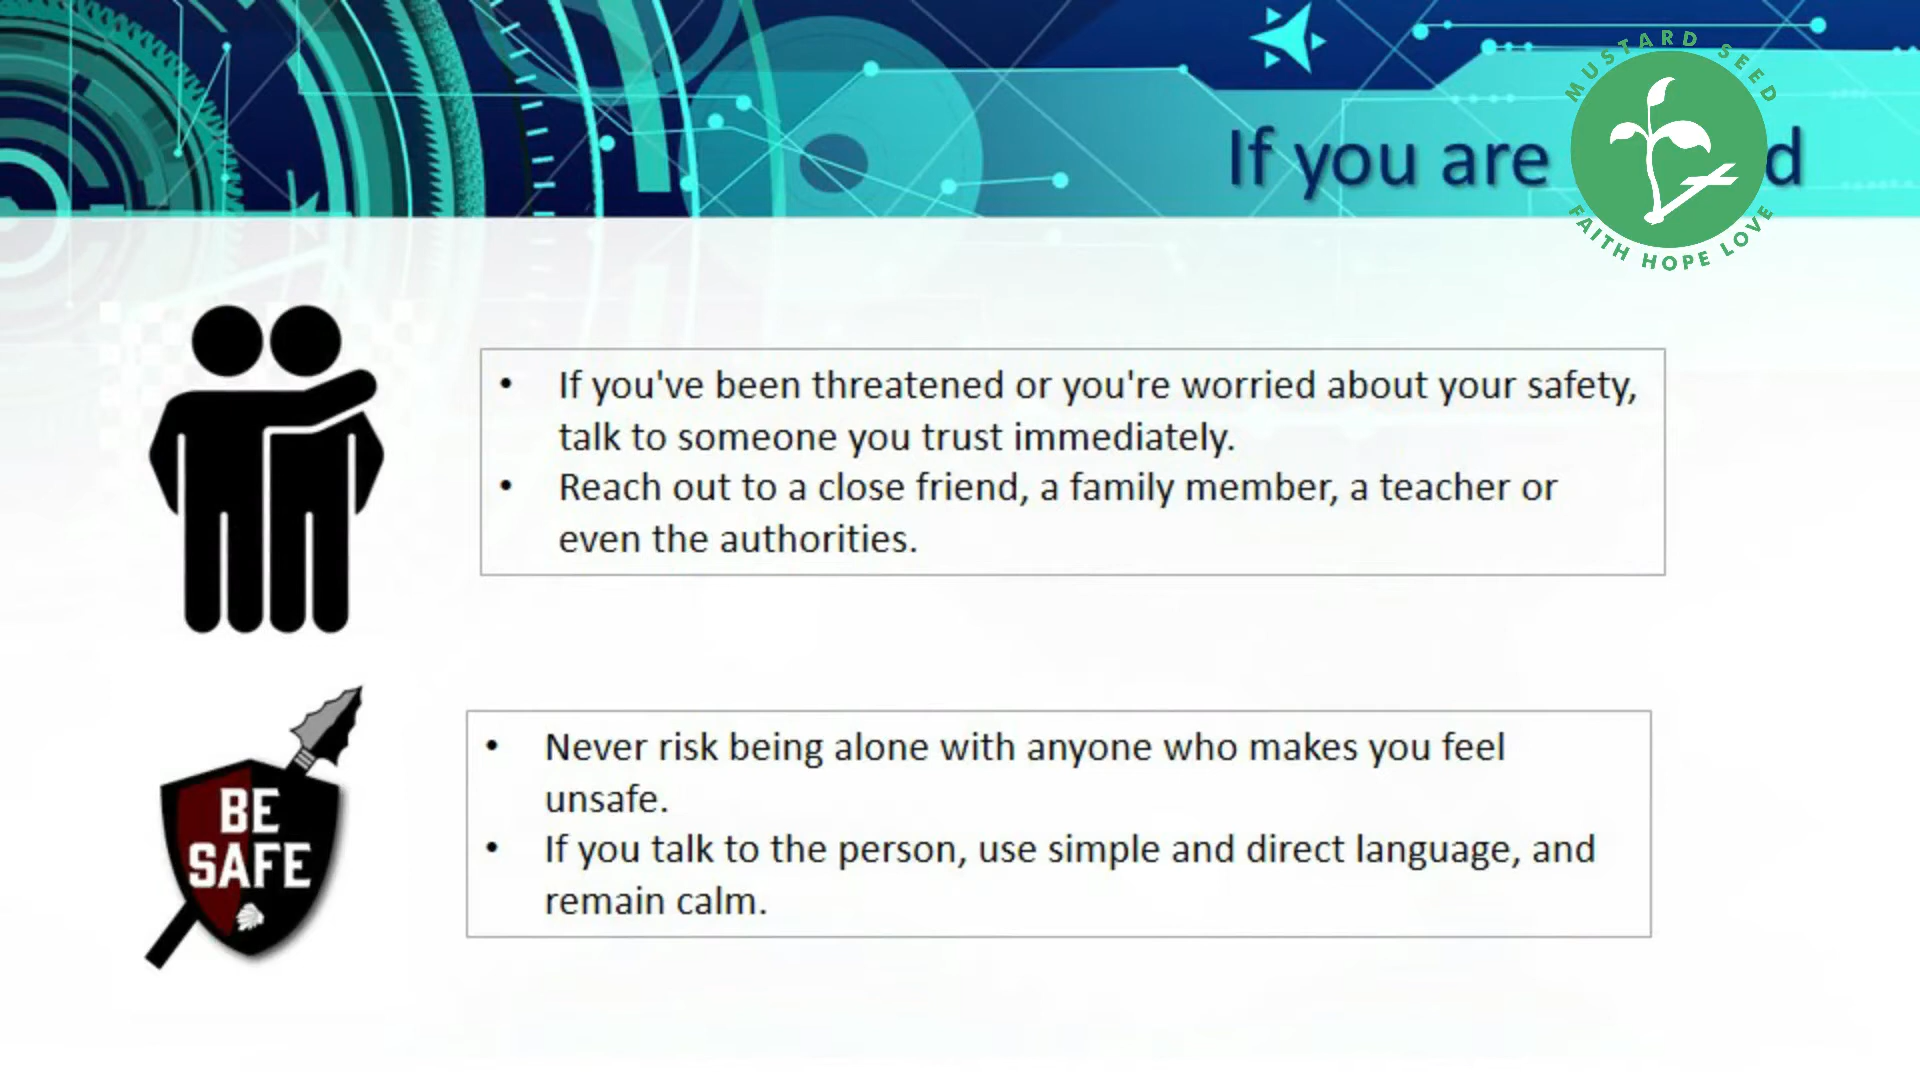 MUSTARD SEED
If you are
FAITH HOPE LOVE
• If you've been threatened or you're worried about your safety,
talk to someone you trust immediately.
• Reach out to a close friend, a family member, a teacher or
even the authorities.
BE
SAFE
• Never risk being alone with anyone who makes you feel
unsafe.
• If you talk to the person, use simple and direct language, and
remain calm.